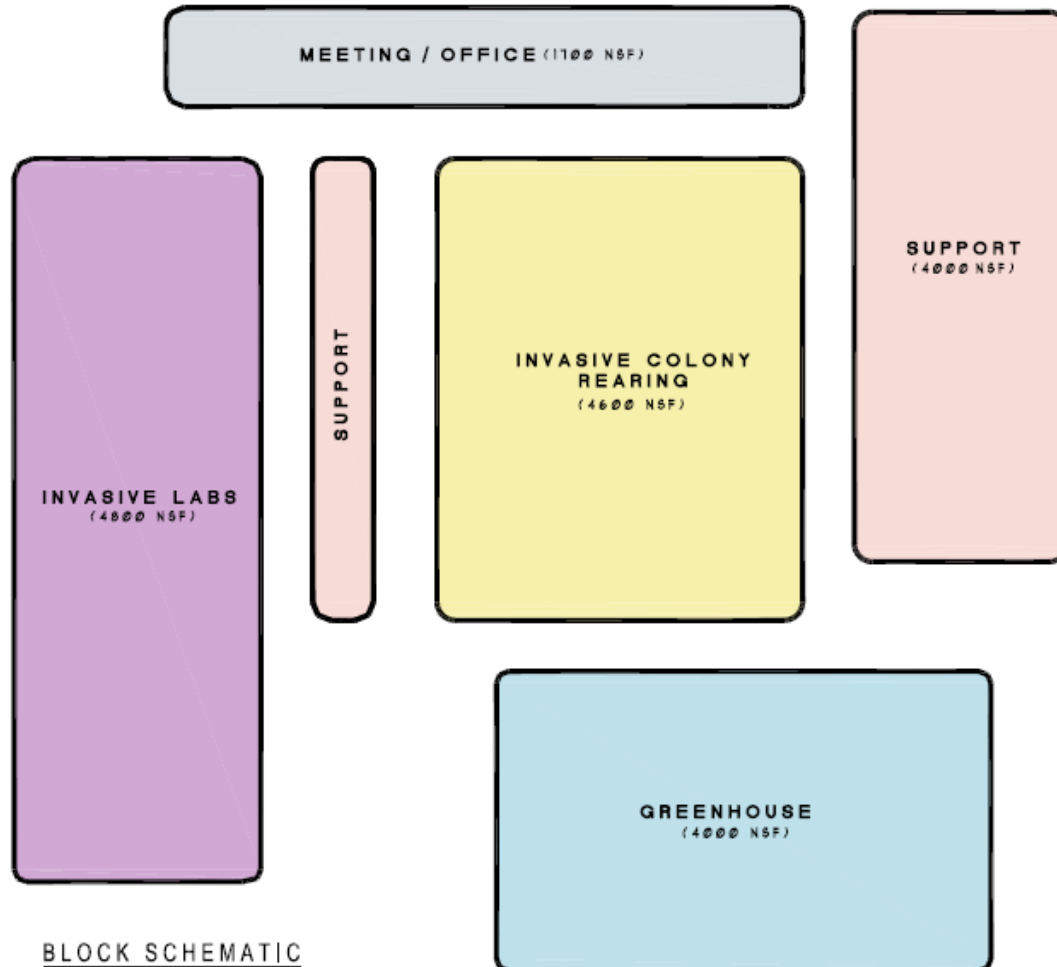 MEETING / OFFICE (1700 NSF)
SUPPORT
(4000 NSF)
SUPPORT
INVASIVE COLONY
REARING
(4600 NSF)
INVASIVE LABS
(4800 NSF)
GREENHOUSE
(4000 NSF)
BLOCK SCHEMATIC